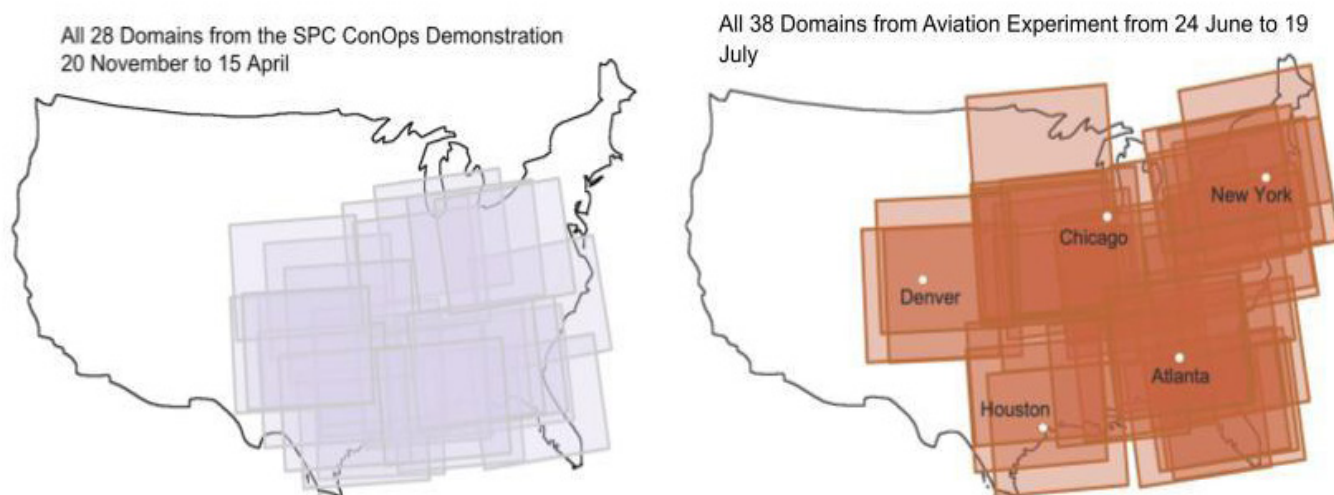 All 28 Domains from the SPC ConOps Demonstration
20 November to 15 April
All 38 Domains from Aviation Experiment from 24 June to 19
July
New York
Chicago
Denver
Atlanta
Houston